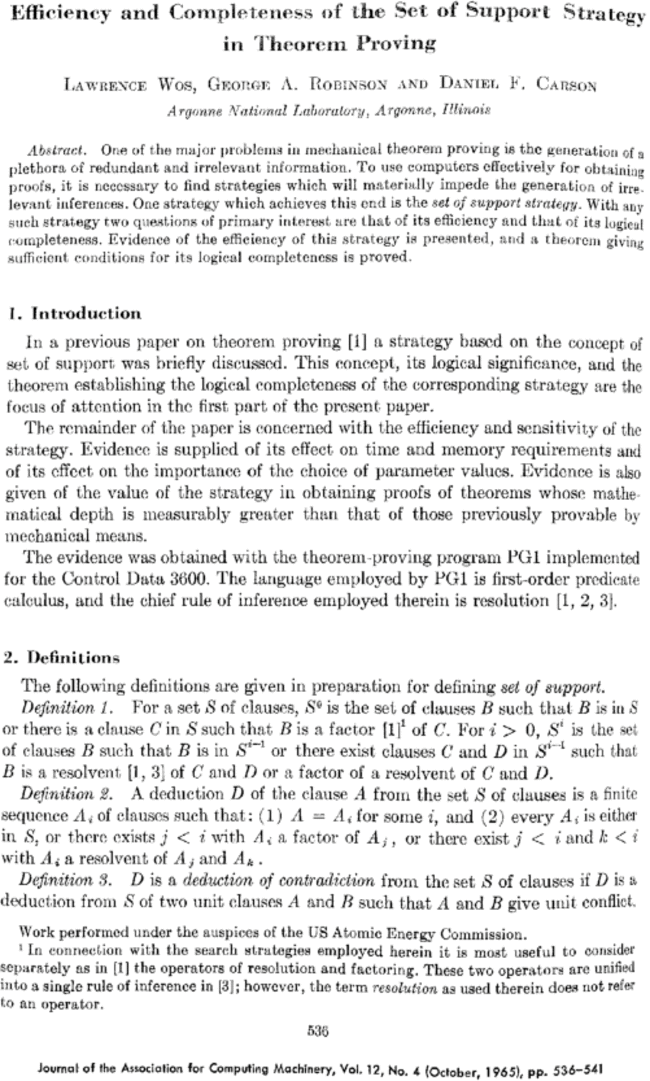 Efficiency and Completeness of the Set of Support Strategy
in Theorem Proving
LAWRENCE WOS, GEORGE A. ROBINSON AND DANIEL F. CARSON
Argonne National Laboratory, Argonne, Illinois
Abstract. One of the major problems in mechanical theorem proving is the generation of a
plethora of redundant and irrelevant information. To use computers effectively for obtaining
proofs, it is necessary to find strategies which will materially impede the generation of irre-
levant inferences. One strategy which achieves this end is the set of support strategy. With any
such strategy two questions of primary interest are that of its efficiency and that of its logical
completeness. Evidence of the efficiency of this strategy is presented, and a theorem giving
sufficient conditions for its logical completeness is proved.
1. Introduction
In a previous paper on theorem proving [1] a strategy based on the concept of
set of support was briefly discussed. This concept, its logical significance, and the
theorem establishing the logical completeness of the corresponding strategy are the
focus of attention in the first part of the present paper.
The remainder of the paper is concerned with the efficiency and sensitivity of the
strategy. Evidence is supplied of its effect on time and memory requirements and
of its effect on the importance of the choice of parameter values. Evidence is also
given of the value of the strategy in obtaining proofs of theorems whose mathe-
matical depth is measurably greater than that of those previously provable by
mechanical means.
The evidence was obtained with the theorem-proving program PG1 implemented
for the Control Data 3600. The language employed by PG1 is first-order predicate
calculus, and the chief rule of inference employed therein is resolution [1, 2, 3].
2. Definitions
The following definitions are given in preparation for defining set of support.
Definition 1. For a set S of clauses, S⁰ is the set of clauses B such that B is in S
or there is a clause C in S such that B is a factor [1]¹ of C. For i > 0, Sⁱ is the set
of clauses B such that B is in Sⁱ⁻¹ or there exist clauses C and D in Sⁱ⁻¹ such that
B is a resolvent [1, 3] of C and D or a factor of a resolvent of C and D.
Definition 2. A deduction D of the clause A from the set S of clauses is a finite
sequence Aᵢ of clauses such that: (1) A = Aᵢ for some i, and (2) every Aᵢ is either
in S, or there exists j < i with Aᵢ a factor of Aⱼ, or there exist j < i and k < i
with Aᵢ a resolvent of Aⱼ and Aₖ.
Definition 3. D is a deduction of contradiction from the set S of clauses if D is a
deduction from S of two unit clauses A and B such that A and B give unit conflict.
Work performed under the auspices of the US Atomic Energy Commission.
¹ In connection with the search strategies employed herein it is most useful to consider
separately as in [1] the operators of resolution and factoring. These two operators are unified
into a single rule of inference in [3]; however, the term resolution as used therein does not refer
to an operator.
536
Journal of the Association for Computing Machinery, Vol. 12, No. 4 (October, 1965), pp. 536–541